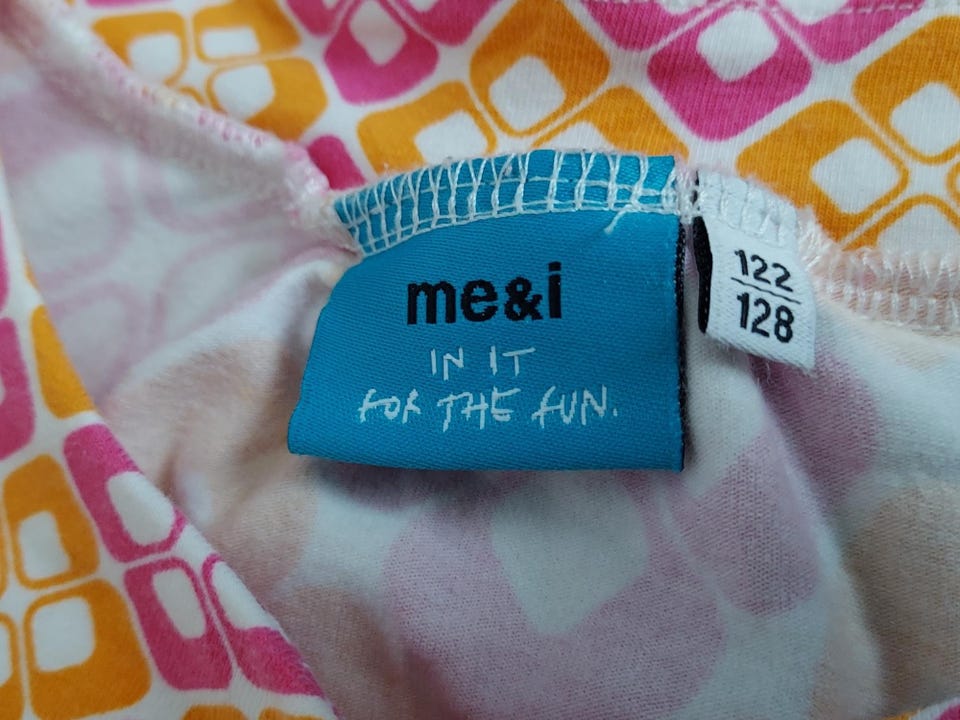 me&i
IN IT
FOR THE FUN.
122
128